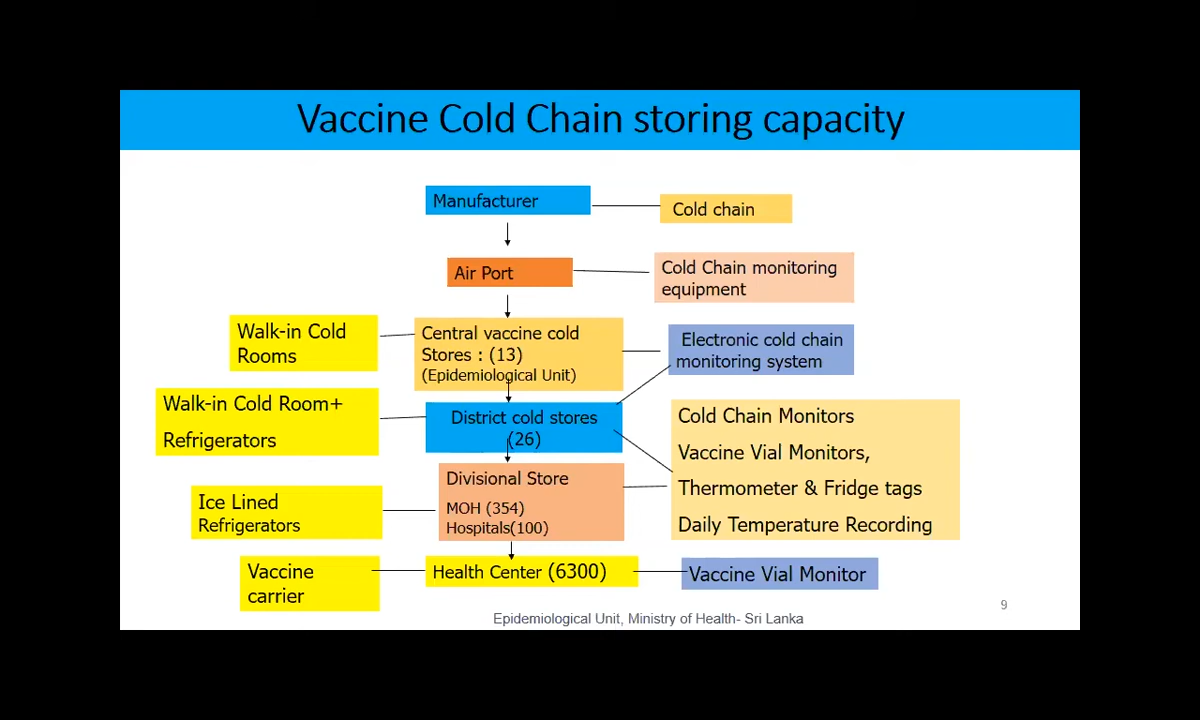 Vaccine Cold Chain storing capacity
Manufacturer
Cold chain
Air Port
Cold Chain monitoring
equipment
Walk-in Cold
Rooms
Central vaccine cold
Stores : (13)
(Epidemiological Unit)
Electronic cold chain
monitoring system
Walk-in Cold Room+
Refrigerators
District cold stores
(26)
Cold Chain Monitors
Vaccine Vial Monitors,
Thermometer & Fridge tags
Daily Temperature Recording
Ice Lined
Refrigerators
Divisional Store
MOH (354)
Hospitals(100)
Vaccine
carrier
Health Center (6300)
Vaccine Vial Monitor
Epidemiological Unit, Ministry of Health- Sri Lanka
9